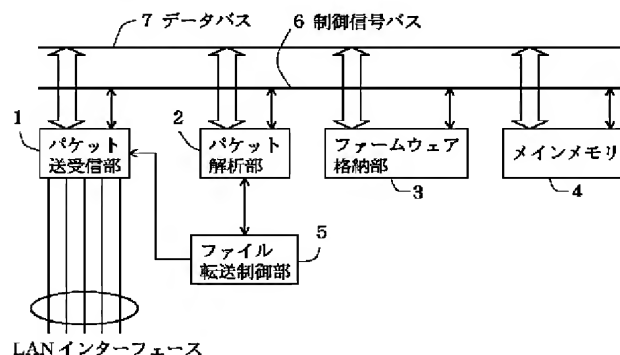 7 データバス
6 制御信号バス
1
パケット
送受信部
2
パケット
解析部
ファームウェア
格納部
3
メインメモリ
4
ファイル
転送制御部
5
LANインターフェース